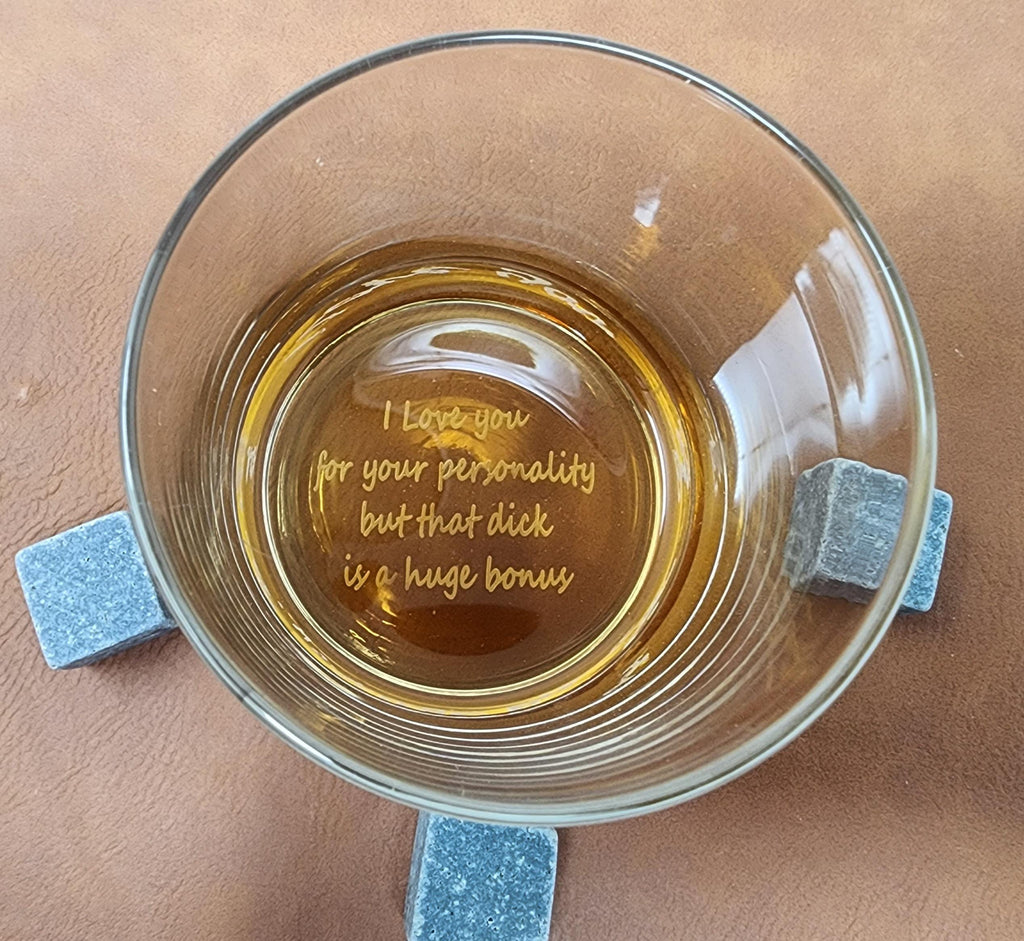 I Love you
for your personality
but that dick
is a huge bonus